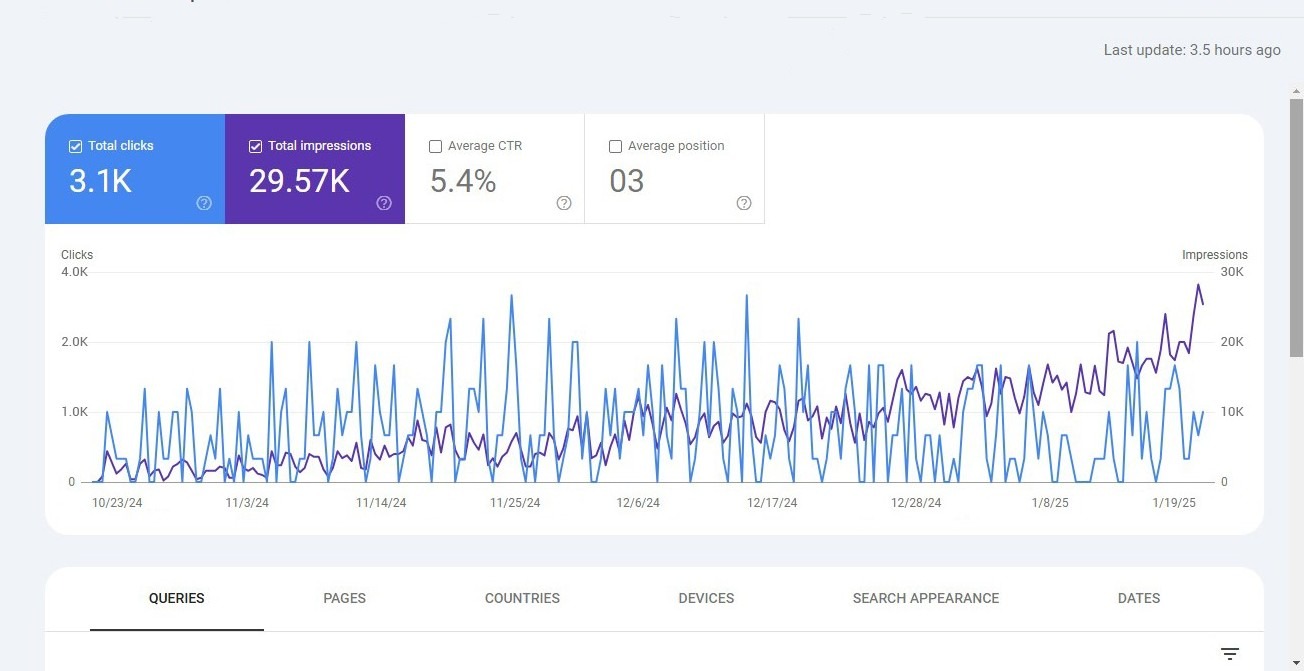 Last update: 3.5 hours ago
Total clicks
3.1K
Total impressions
29.57K
Average CTR
5.4%
Average position
03
Clicks
Impressions
4.0K
30K
2.0K
20K
1.0K
10K
0
0
10/23/24 11/3/24 11/14/24 11/25/24 12/6/24 12/17/24 12/28/24 1/8/25 1/19/25
QUERIES PAGES COUNTRIES DEVICES SEARCH APPEARANCE DATES